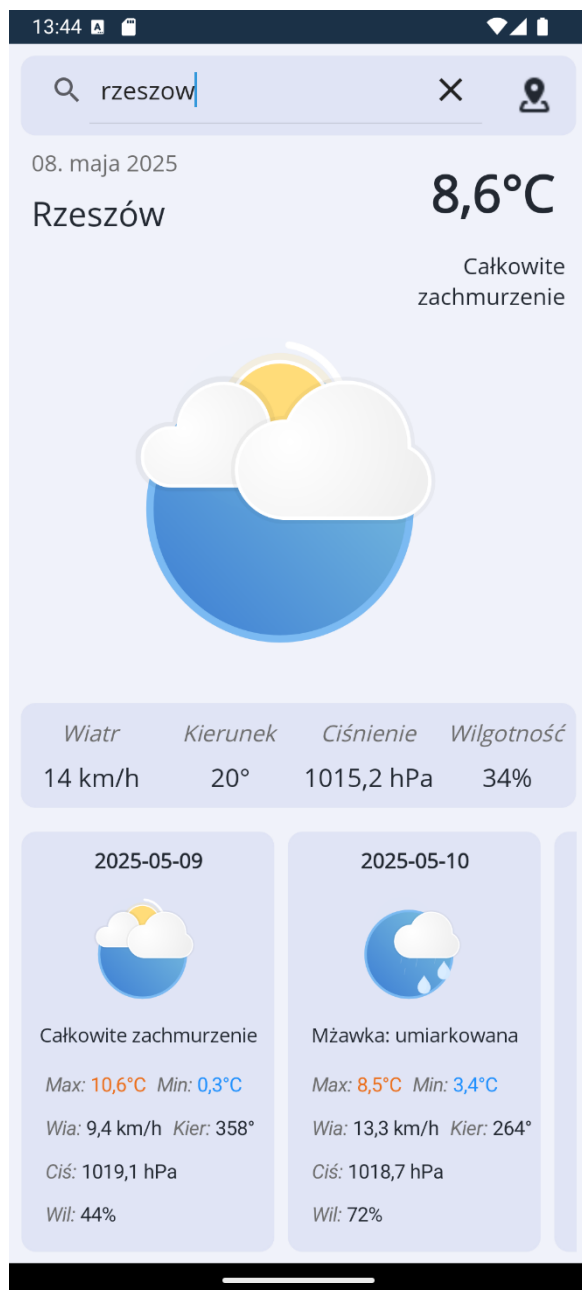 13:44
rzeszow
08. maja 2025
8,6°C
Rzeszów
Całkowite
zachmurzenie
Wiatr Kierunek Ciśnienie Wilgotność
14 km/h 20° 1015,2 hPa 34%
2025-05-09
Całkowite zachmurzenie
Max: 10,6°C Min: 0,3°C
Wia: 9,4 km/h Kier: 358°
Ciś: 1019,1 hPa
Wil: 44%
2025-05-10
Mżawka: umiarkowana
Max: 8,5°C Min: 3,4°C
Wia: 13,3 km/h Kier: 264°
Ciś: 1018,7 hPa
Wil: 72%